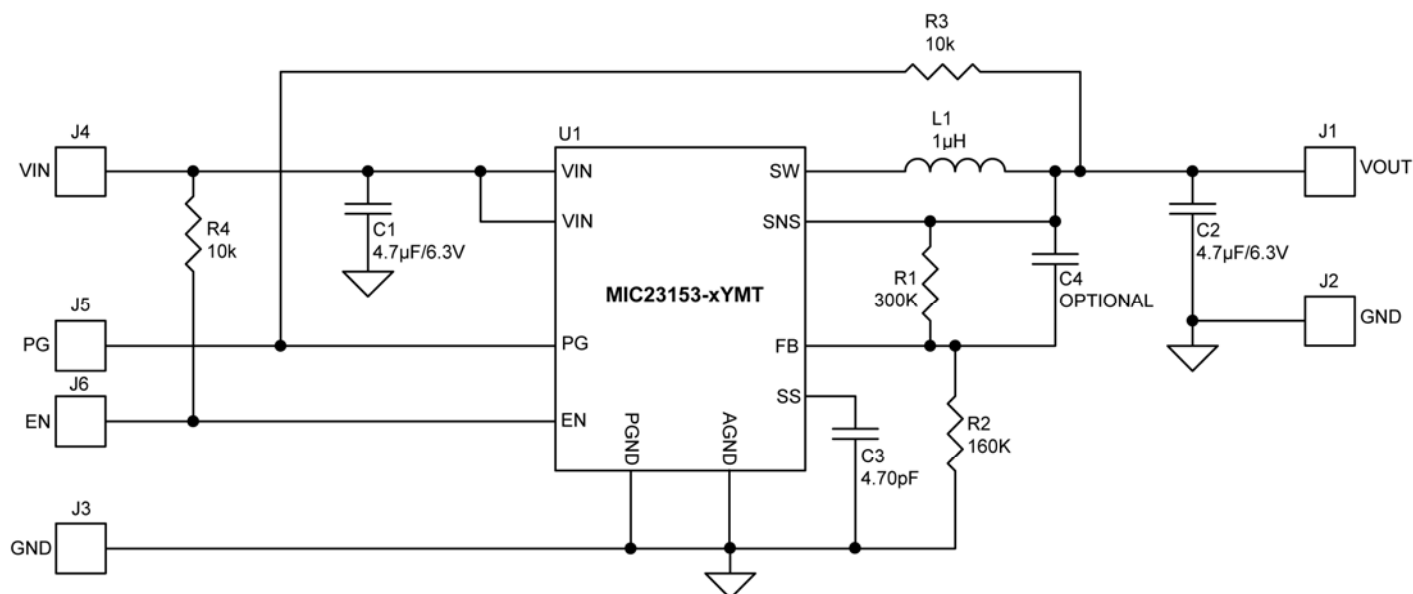 R3
10k
J4
VIN
U1
L1
1µH
J1
VOUT
VIN
SW
VIN
SNS
R4
10k
C1
4.7µF/6.3V
C2
4.7µF/6.3V
MIC23153-xYMT
R1
300K
C4
OPTIONAL
J2
GND
J5
PG
PG
FB
J6
EN
EN
SS
PGND
AGND
C3
4.70pF
R2
160K
J3
GND